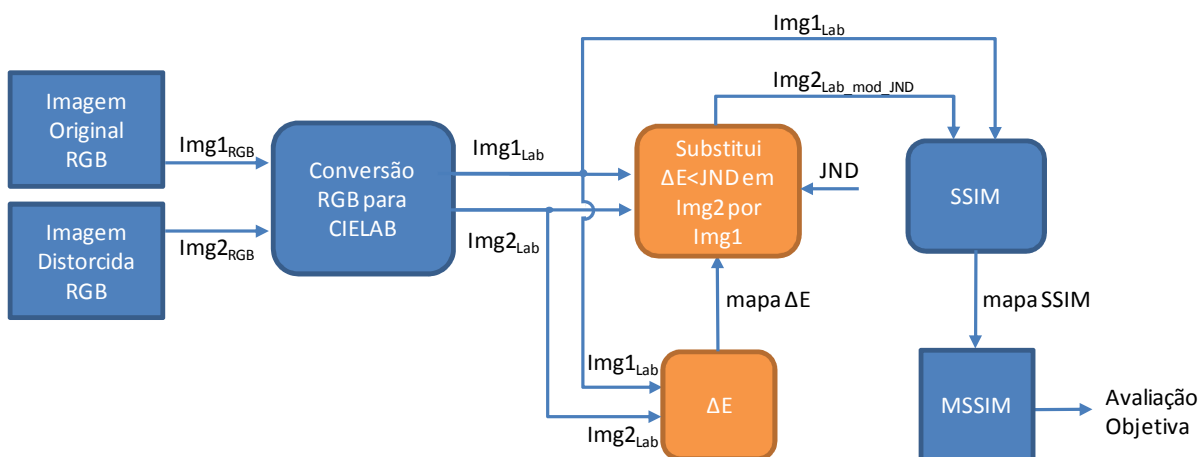 Imagem
Original
RGB
Img1RGB
Imagem
Distorcida
RGB
Img2RGB
Conversão
RGB para
CIELAB
Img1Lab
Img2Lab
Img1Lab
Img2Lab_mod_JND
Substitui
ΔE<JND em
Img2 por
Img1
JND
mapa ΔE
Img1Lab
Img2Lab
ΔE
SSIM
mapa SSIM
MSSIM
Avaliação
Objetiva